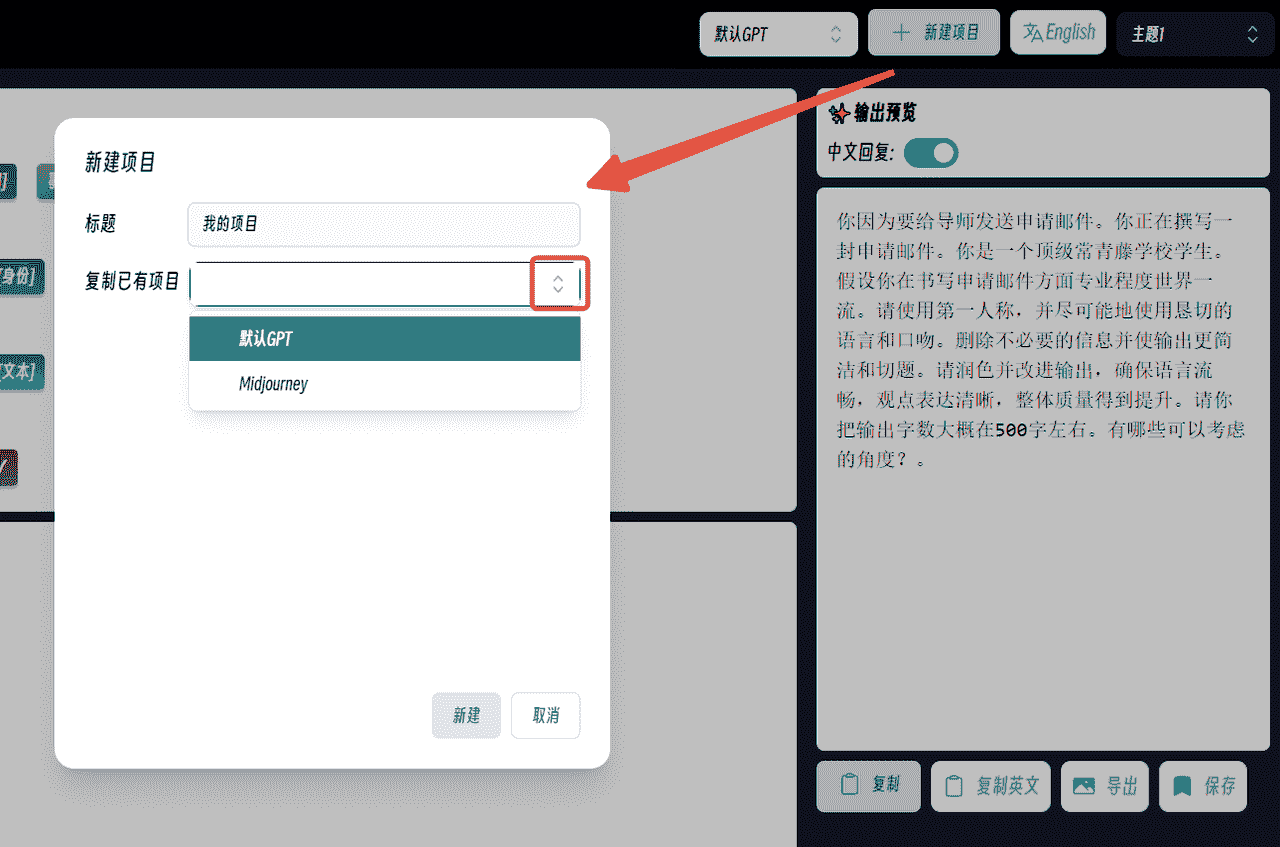 默认GPT
新建项目
English
主题1
新建项目
标题
我的项目
复制已有项目
默认GPT
Midjourney
新建
取消
身份]
文本]
输出预览
中文回复:
你因为要给导师发送申请邮件。你正在撰写一
封申请邮件。你是一个顶级常青藤学校学生。
假设你在书写申请邮件方面专业程度世界一
流。请使用第一人称，并尽可能地使用恳切的
语言和口吻。删除不必要的信息并使输出更简
洁和切题。请润色并改进输出，确保语言流
畅，观点表达清晰，整体质量得到提升。请你
把输出字数大概在500字左右。有哪些可以考虑
的角度？。
复制
复制英文
导出
保存